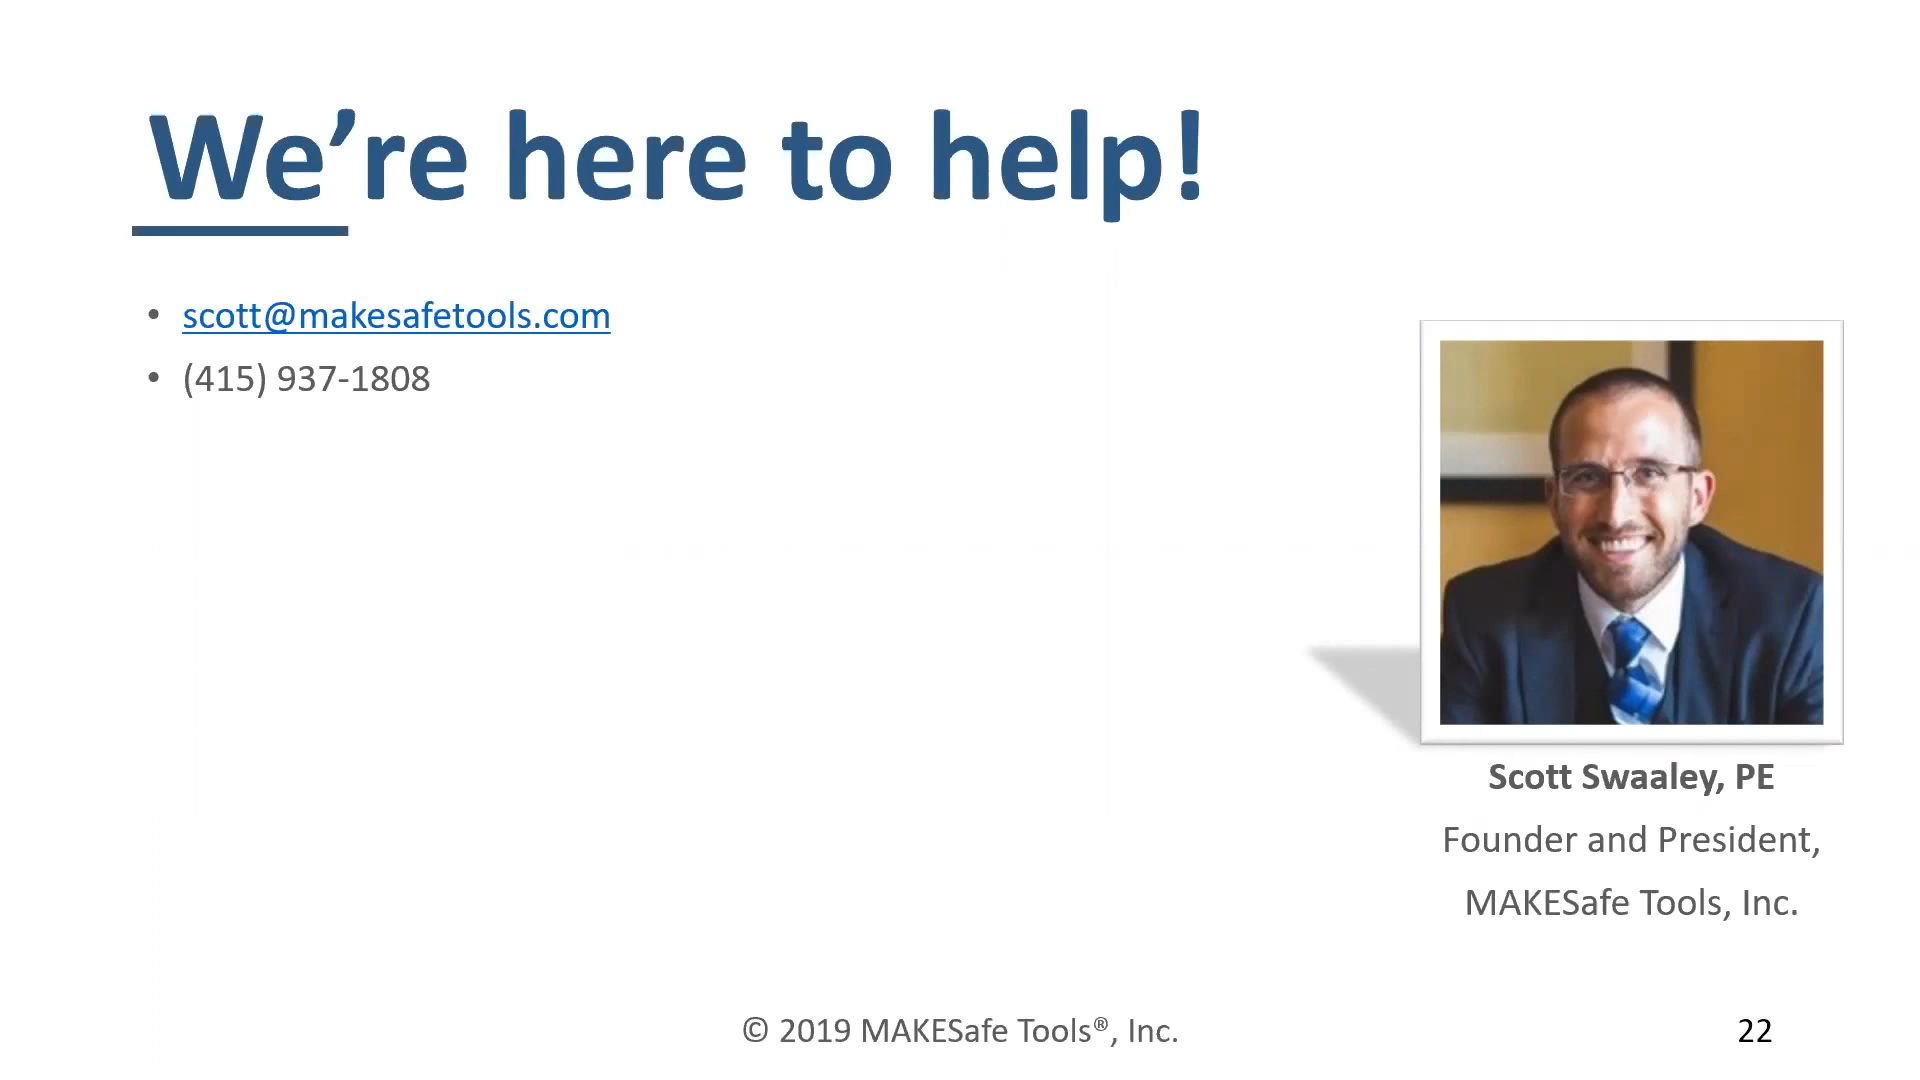 We’re here to help!
• scott@makesafetools.com
• (415) 937-1808
Scott Swaaley, PE
Founder and President,
MAKESafe Tools, Inc.
© 2019 MAKESafe Tools®, Inc.
22